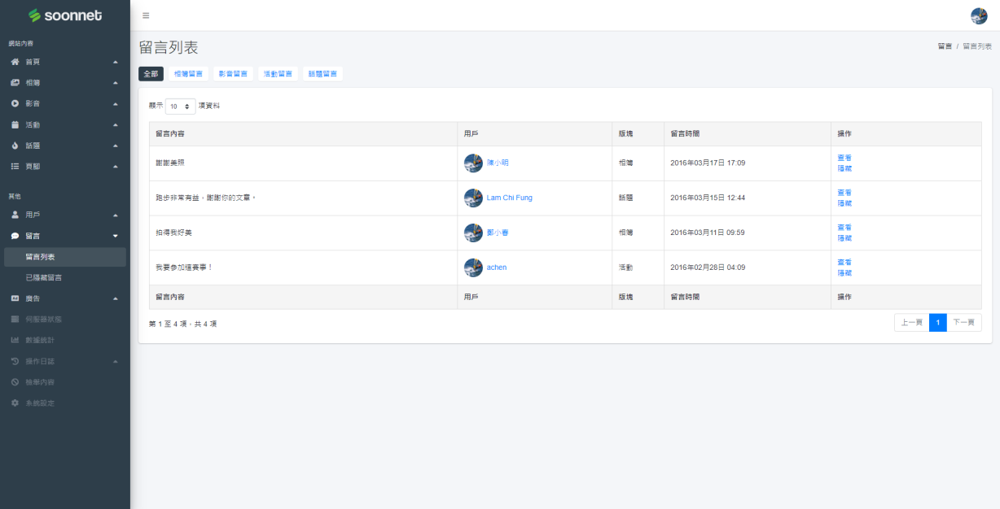 soonnet
網站內容
首頁
相簿
影音
活動
話題
頁腳
其他
用戶
留言
留言列表
已隱藏留言
廣告
伺服器狀態
數據統計
操作日誌
檢舉內容
系統設定
留言列表
留言 / 留言列表
全部 相簿留言 影音留言 活動留言 話題留言
顯示 10 項資料
留言內容 用戶 版塊 留言時間 操作
謝謝美照 陳小明 相簿 2016年03月17日 17:09 查看 隱藏
跑步非常有益，謝謝你的文章。 Lam Chi Fung 話題 2016年03月15日 12:44 查看 隱藏
拍得我好美 鄭小春 相簿 2016年03月11日 09:59 查看 隱藏
我要參加這賽事！ achen 活動 2016年02月28日 04:09 查看 隱藏
留言內容 用戶 版塊 留言時間 操作
第 1 至 4 項，共 4 項
上一頁 1 下一頁